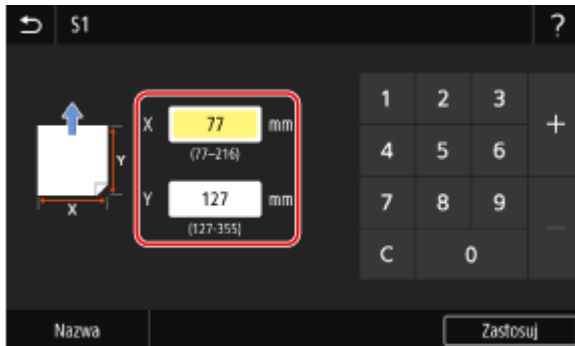 S1 ?
X 77 mm
(77-216)
Y 127 mm
(127-355)
Y
X
1 2 3 +
4 5 6
7 8 9 -
C 0
Nazwa Zastosuj